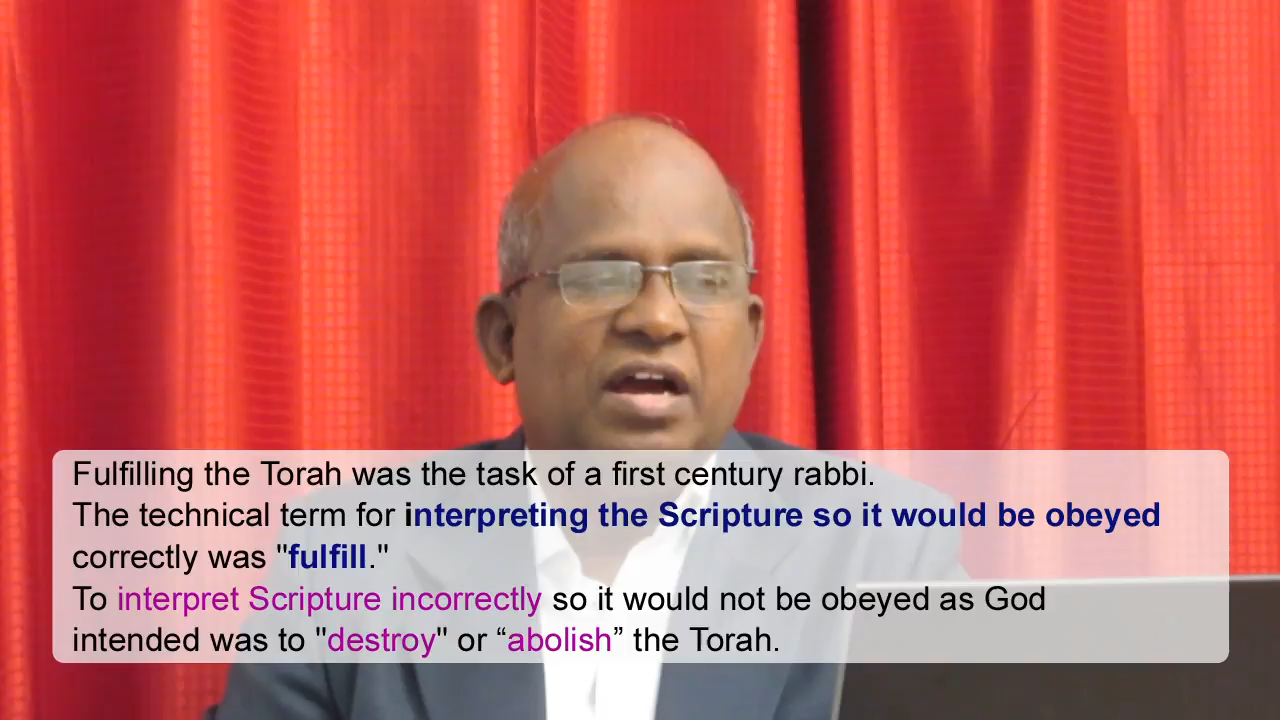 Fulfilling the Torah was the task of a first century rabbi.
The technical term for interpreting the Scripture so it would be obeyed
correctly was "fulfill."
To interpret Scripture incorrectly so it would not be obeyed as God
intended was to "destroy" or “abolish” the Torah.